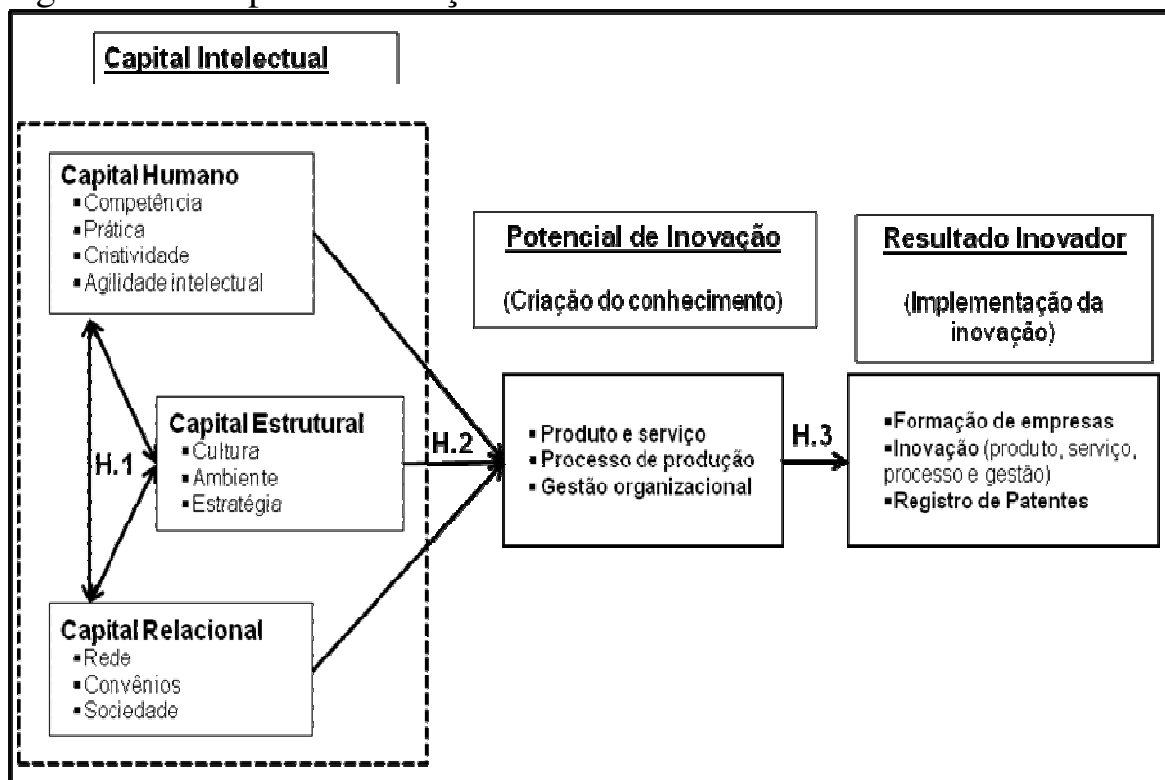 Capital Intelectual
Capital Humano
▪Competência
▪Prática
▪Criatividade
▪Agilidade intelectual
H.1
Capital Estrutural
▪Cultura
▪Ambiente
▪Estratégia
Capital Relacional
▪Rede
▪Convênios
▪Sociedade
H.2
Potencial de Inovação
(Criação do conhecimento)
▪Produto e serviço
▪Processo de produção
▪Gestão organizacional
H.3
Resultado Inovador
(Implementação da
inovação)
▪Formação de empresas
▪Inovação (produto, serviço,
processo e gestão)
▪Registro de Patentes